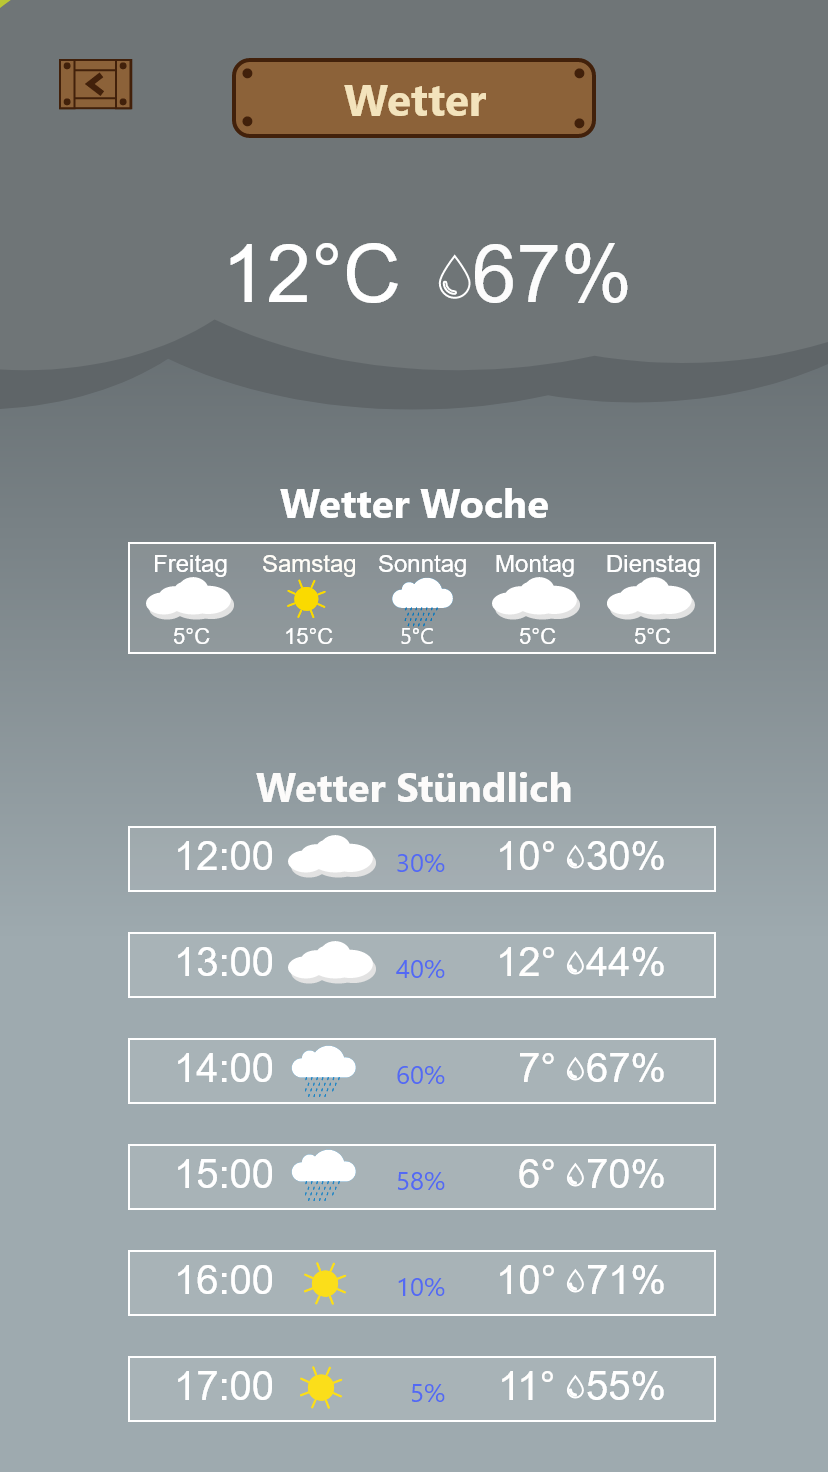 Wetter
12°C 67%
Wetter Woche
Freitag Samstag Sonntag Montag Dienstag
5°C 15°C 5°C 5°C 5°C
Wetter Stündlich
12:00 30% 10° 30%
13:00 40% 12° 44%
14:00 60% 7° 67%
15:00 58% 6° 70%
16:00 10% 10° 71%
17:00 5% 11° 55%